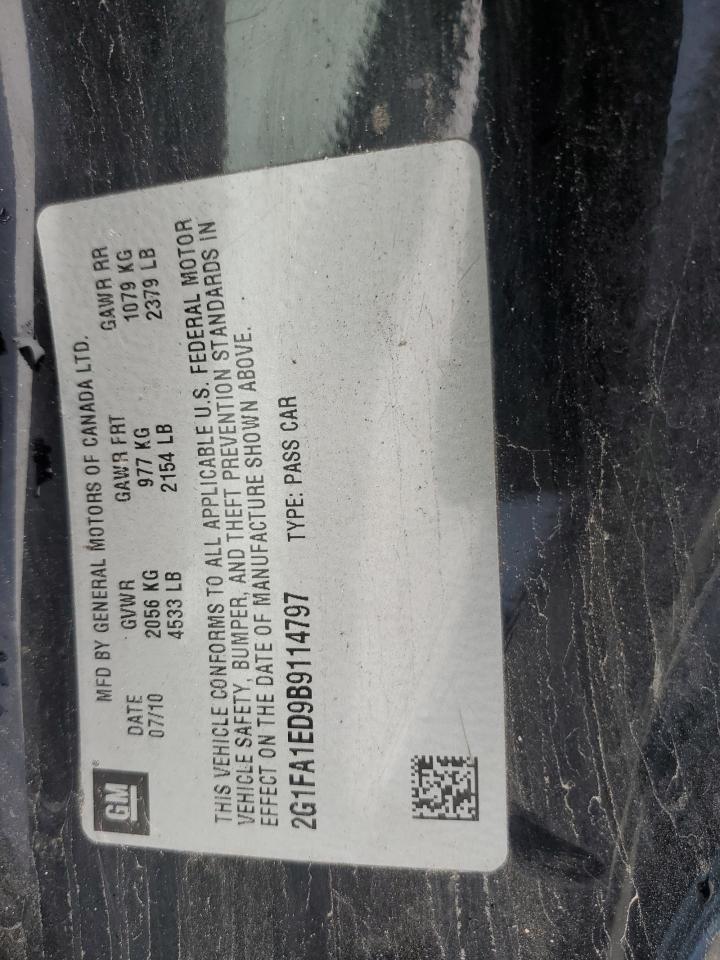 GM®
MFD BY GENERAL MOTORS OF CANADA LTD.
DATE GVWR GAWR FRT GAWR RR
07/10 2056 KG 977 KG 1079 KG
4533 LB 2154 LB 2379 LB
THIS VEHICLE CONFORMS TO ALL APPLICABLE U.S. FEDERAL MOTOR
VEHICLE SAFETY, BUMPER, AND THEFT PREVENTION STANDARDS IN
EFFECT ON THE DATE OF MANUFACTURE SHOWN ABOVE.
2G1FA1ED9B9114797 TYPE: PASS CAR